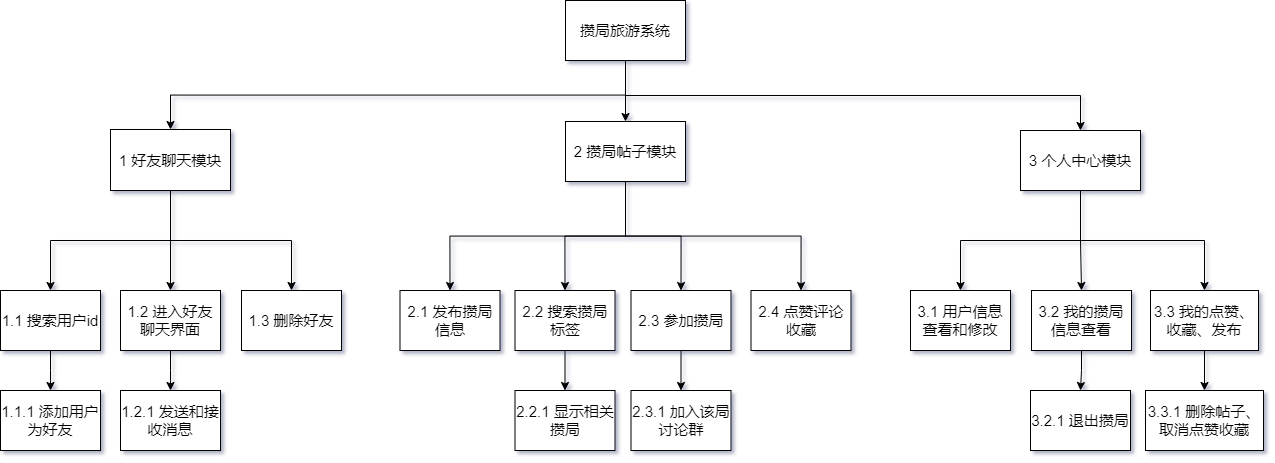 攒局旅游系统
1 好友聊天模块
2 攒局帖子模块
3 个人中心模块
1.1 搜索用户id
1.2 进入好友
聊天界面
1.3 删除好友
2.1 发布攒局
信息
2.2 搜索攒局
标签
2.3 参加攒局
2.4 点赞评论
收藏
3.1 用户信息
查看和修改
3.2 我的攒局
信息查看
3.3 我的点赞、
收藏、发布
1.1.1 添加用户
为好友
1.2.1 发送和接
收消息
2.2.1 显示相关
攒局
2.3.1 加入该局
讨论群
3.2.1 退出攒局
3.3.1 删除帖子、
取消点赞收藏